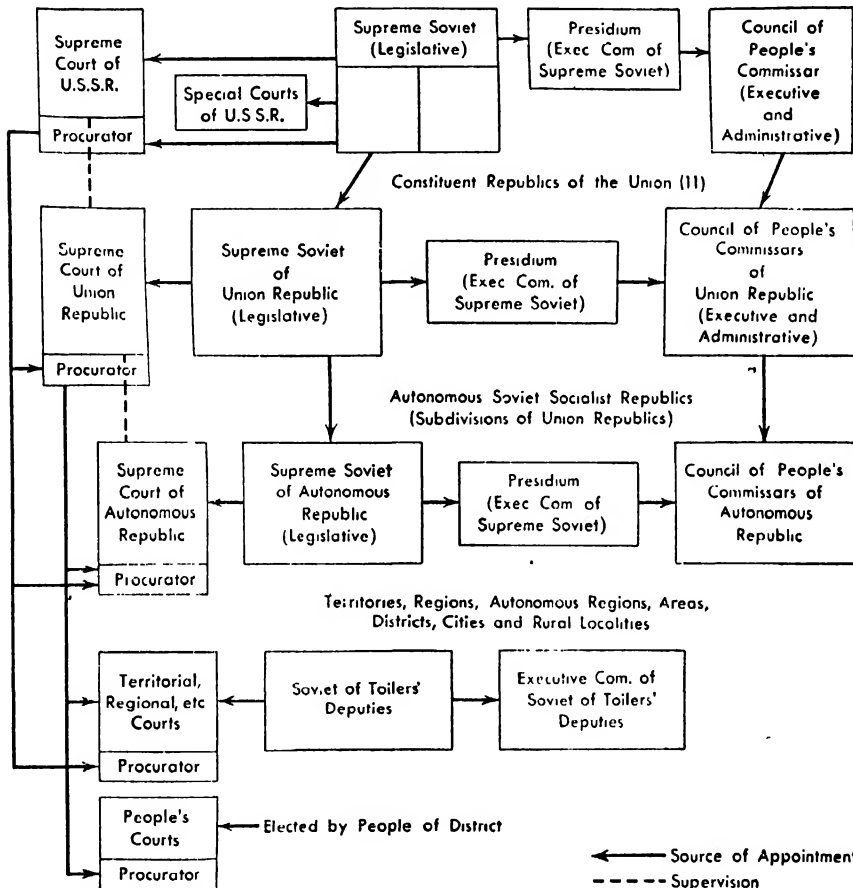 Supreme
Court of
U.S.S.R.
Procurator
Special Courts
of U.S S.R.
Supreme Soviet
(Legislative)
Presidium
(Exec Com. of
Supreme Soviet)
Council of
People's
Commissar
(Executive
and
Administrative)
Constituent Republics of the Union (11)
Supreme
Court of
Union
Republic
Procurator
Supreme Soviet
of
Union Republic
(Legislative)
Presidium
(Exec Com. of
Supreme Soviet)
Council of People's
Commissars
of
Union Republic
(Executive and
Administrative)
Autonomous Soviet Socialist Republics
(Subdivisions of Union Republics)
Supreme
Court of
Autonomous
Republic
Procurator
Supreme Soviet
of Autonomous
Republic
(Legislative)
Presidium
(Exec Com of
Supreme Soviet)
Council of People's
Commissars of
Autonomous
Republic
Territories, Regions, Autonomous Regions, Areas,
Districts, Cities and Rural Localities
Territorial,
Regional, etc
Courts
Procurator
Soviet of Toilers'
Deputies
Executive Com. of
Soviet of Toilers'
Deputies
People's
Courts
Procurator
Elected by People of District
Source of Appointment
Supervision